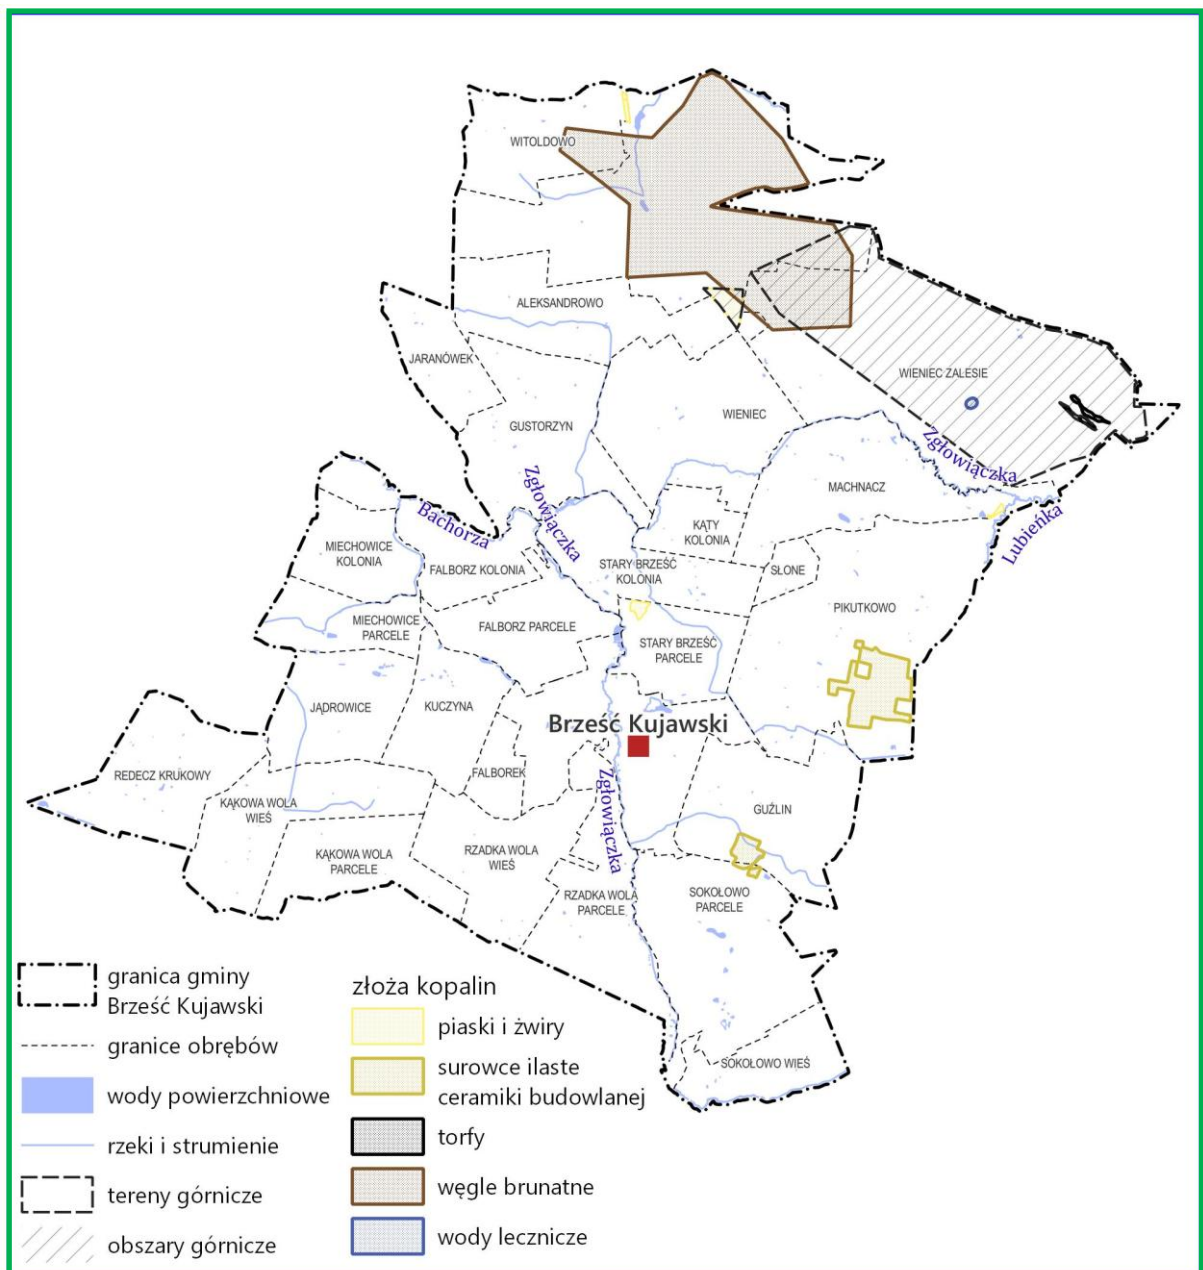 WITOLDOWO
ALEKSANDROWO
JARANÓWEK
WIENIEC ZALESIE
WIENIEC
GUSTORZYN
Zgłowiączka
Zgłowiączka
MACHNACZ
Bachorza
Lubieńka
KĄTY
KOLONIA
MIECHOWICE
KOLONIA
FALBORZ KOLONIA
STARY BRZEŚĆ
KOLONIA
SŁONE
PIKUTKOWO
MIECHOWICE
PARCELE
FALBORZ PARCELE
STARY BRZEŚĆ
PARCELE
JĄDROWICE
KUCZYNA
Brześć Kujawski
REDECZ KRUKOWY
FALBOREK
KĄKOWA WOLA
WIEŚ
Zgłowiączka
GUŹLIN
KĄKOWA WOLA
PARCELE
RZADKA WOLA
WIEŚ
RZADKA WOLA
PARCELE
SOKOŁOWO
PARCELE
SOKOŁOWO WIEŚ
granica gminy
Brześć Kujawski
granice obrębów
wody powierzchniowe
rzeki i strumienie
tereny górnicze
obszary górnicze
złoża kopalin
piaski i żwiry
surowce ilaste
ceramiki budowlanej
torfy
węgle brunatne
wody lecznicze